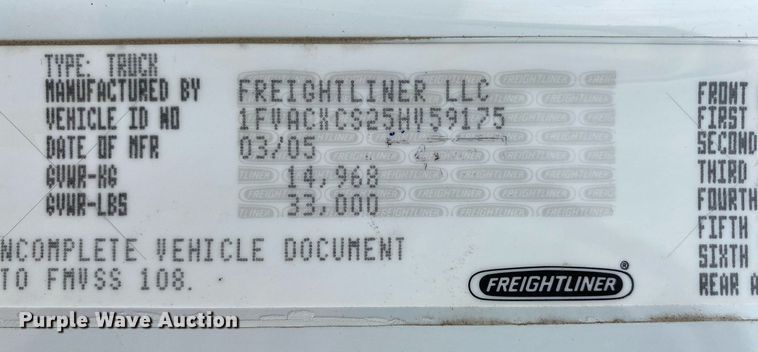 TYPE: TRUCK
MANUFACTURED BY FREIGHTLINER LLC
VEHICLE ID NO 1FVACXCS25HV59175
DATE OF MFR 03/05
GVWR-KG 14,968
GVWR-LBS 33,000
NCOMPLETE VEHICLE DOCUMENT
TO FMVSS 108.
FRONT
FIRST
SECOND
THIRD
FOURTH
FIFTH
SIXTH
REAR A
FREIGHTLINER®
Purple Wave Auction